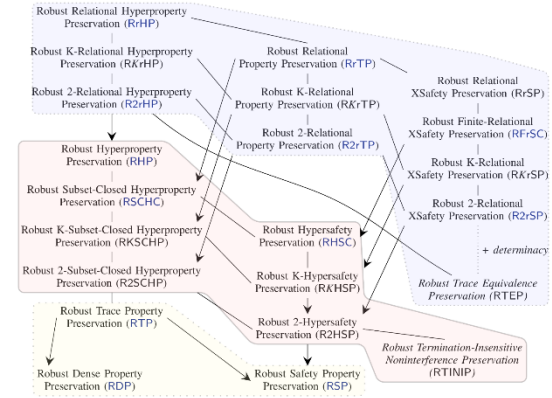 Robust Relational Hyperproperty
Preservation (RrHP)
Robust K-Relational Hyperproperty
Preservation (RKrHP)
Robust 2-Relational Hyperproperty
Preservation (R2rHP)
Robust Relational
Property Preservation (RrTP)
Robust K-Relational
Property Preservation (RKrTP)
Robust 2-Relational
Property Preservation (R2rTP)
Robust Relational
XSafety Preservation (RrSP)
Robust Finite-Relational
XSafety Preservation (RFrSC)
Robust K-Relational
XSafety Preservation (RKrSP)
Robust 2-Relational
XSafety Preservation (R2rSP)
+ determinacy
Robust Trace Equivalence
Preservation (RTEP)
Robust Hyperproperty
Preservation (RHP)
Robust Subset-Closed Hyperproperty
Preservation (RSCHC)
Robust K-Subset-Closed Hyperproperty
Preservation (RKSCHP)
Robust 2-Subset-Closed Hyperproperty
Preservation (R2SCHP)
Robust Hypersafety
Preservation (RHSC)
Robust K-Hypersafety
Preservation (RKHSP)
Robust 2-Hypersafety
Preservation (R2HSP)
Robust Termination-Insensitive
Noninterference Preservation
(RTINIP)
Robust Trace Property
Preservation (RTP)
Robust Dense Property
Preservation (RDP)
Robust Safety Property
Preservation (RSP)